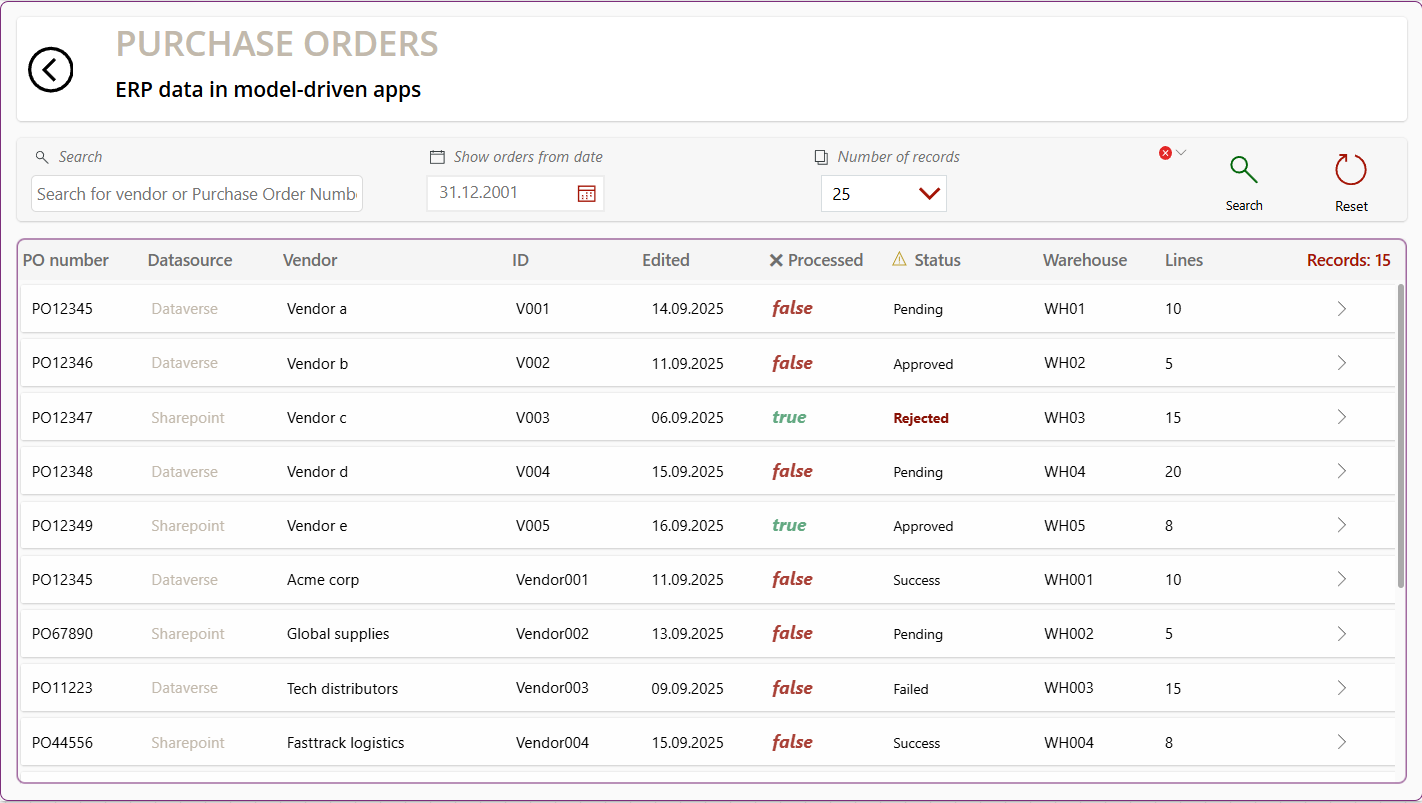 PURCHASE ORDERS
ERP data in model-driven apps
Search Show orders from date Number of records
Search for vendor or Purchase Order Numb 31.12.2001 25 Search Reset
PO number Datasource Vendor ID Edited Processed Status Warehouse Lines Records: 15
PO12345 Dataverse Vendor a V001 14.09.2025 false Pending WH01 10
PO12346 Dataverse Vendor b V002 11.09.2025 false Approved WH02 5
PO12347 Sharepoint Vendor c V003 06.09.2025 true Rejected WH03 15
PO12348 Dataverse Vendor d V004 15.09.2025 false Pending WH04 20
PO12349 Sharepoint Vendor e V005 16.09.2025 true Approved WH05 8
PO12345 Dataverse Acme corp Vendor001 11.09.2025 false Success WH001 10
PO67890 Sharepoint Global supplies Vendor002 13.09.2025 false Pending WH002 5
PO11223 Dataverse Tech distributors Vendor003 09.09.2025 false Failed WH003 15
PO44556 Sharepoint Fasttrack logistics Vendor004 15.09.2025 false Success WH004 8